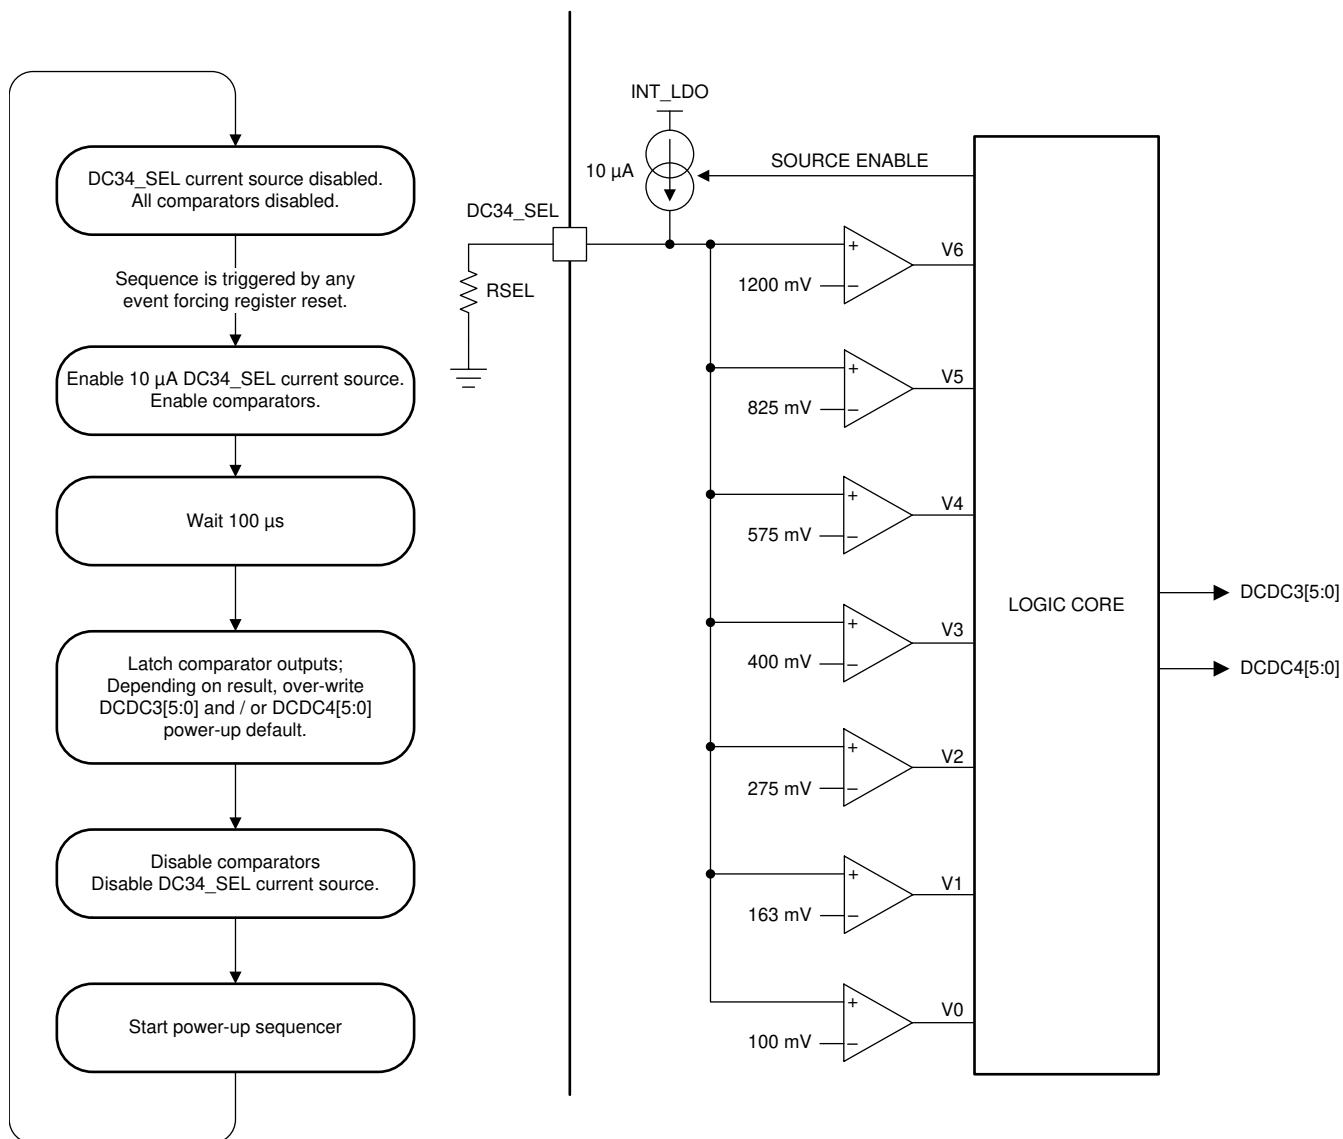 DC34_SEL current source disabled.
All comparators disabled.
Sequence is triggered by any
event forcing register reset.
Enable 10 µA DC34_SEL current source.
Enable comparators.
Wait 100 µs
Latch comparator outputs;
Depending on result, over-write
DCDC3[5:0] and / or DCDC4[5:0]
power-up default.
Disable comparators
Disable DC34_SEL current source.
Start power-up sequencer
INT_LDO
10 µA
SOURCE ENABLE
DC34_SEL
RSEL
+
V6
1200 mV
–
+
V5
825 mV
–
+
V4
575 mV
–
+
V3
400 mV
–
+
V2
275 mV
–
+
V1
163 mV
–
+
V0
100 mV
–
LOGIC CORE
DCDC3[5:0]
DCDC4[5:0]